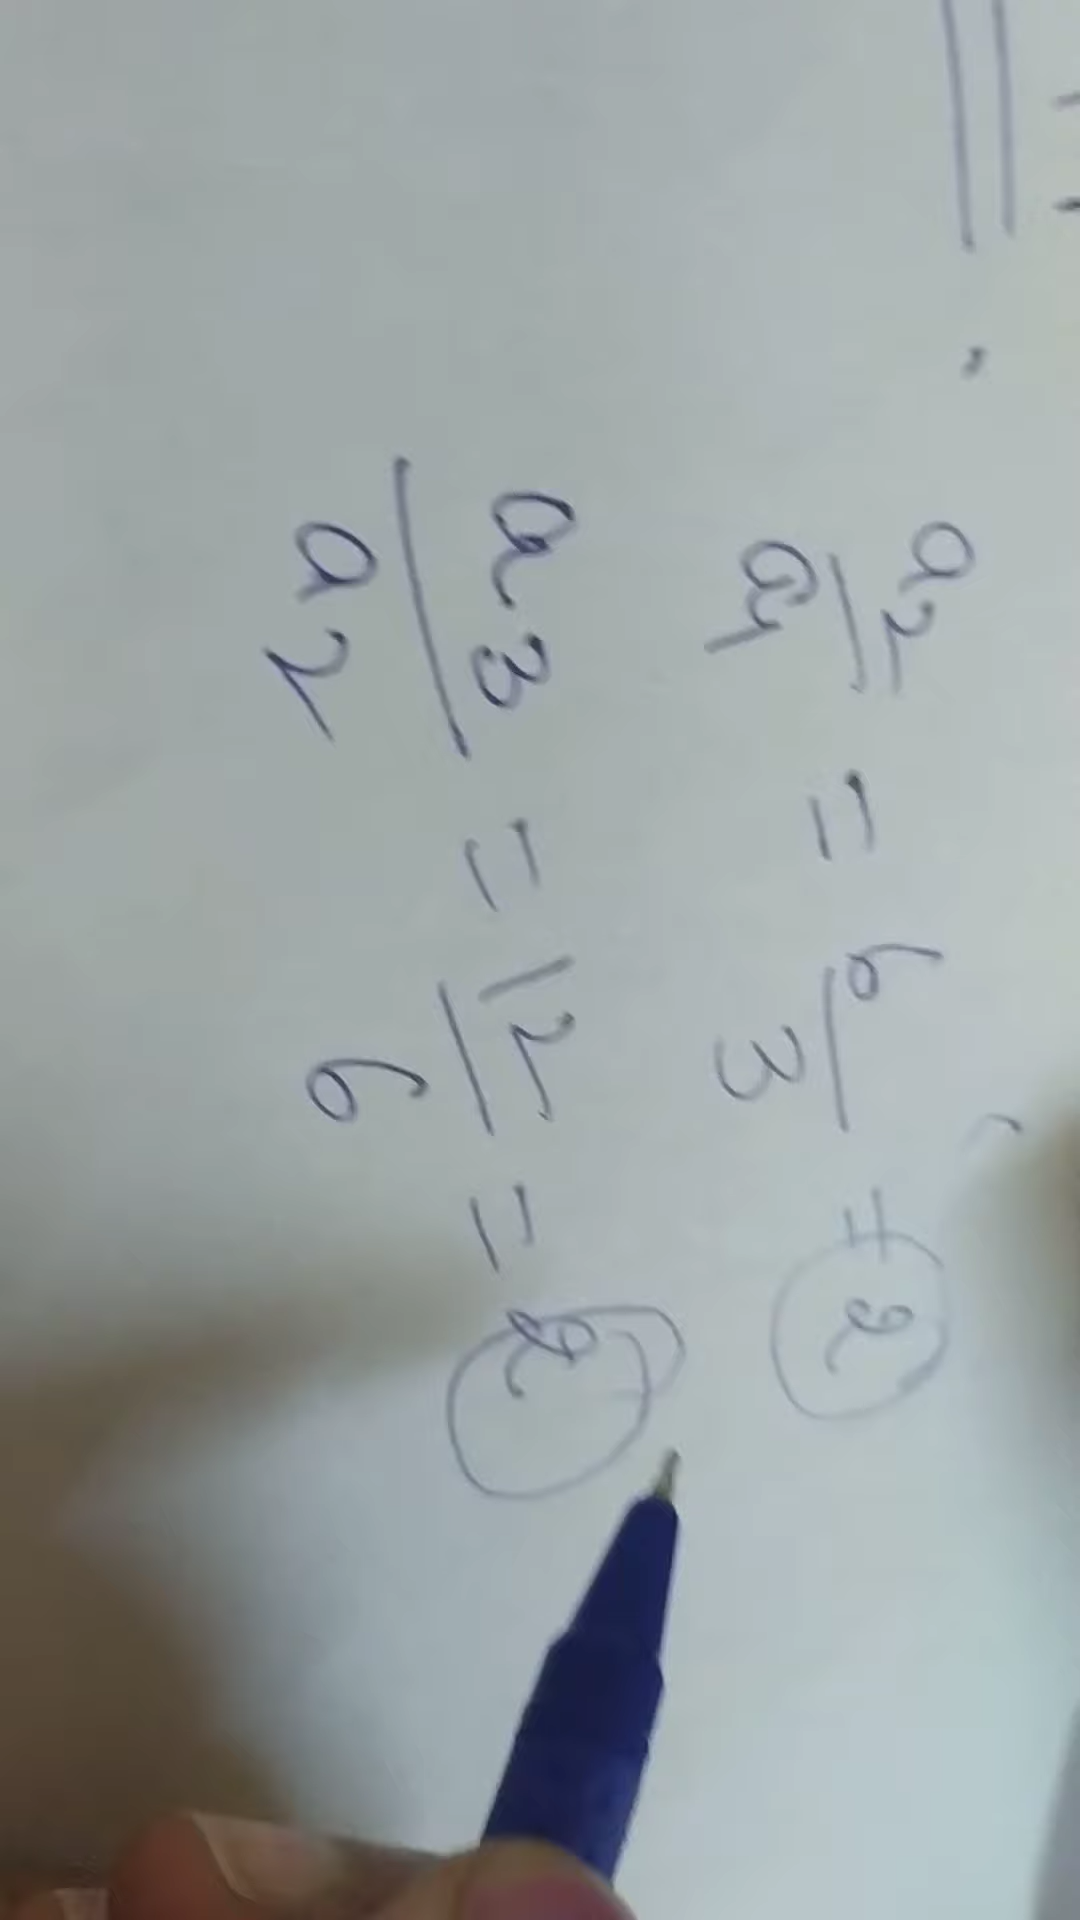 a2/a1 = 6/3 = 2
a3/a2 = 12/6 = 2